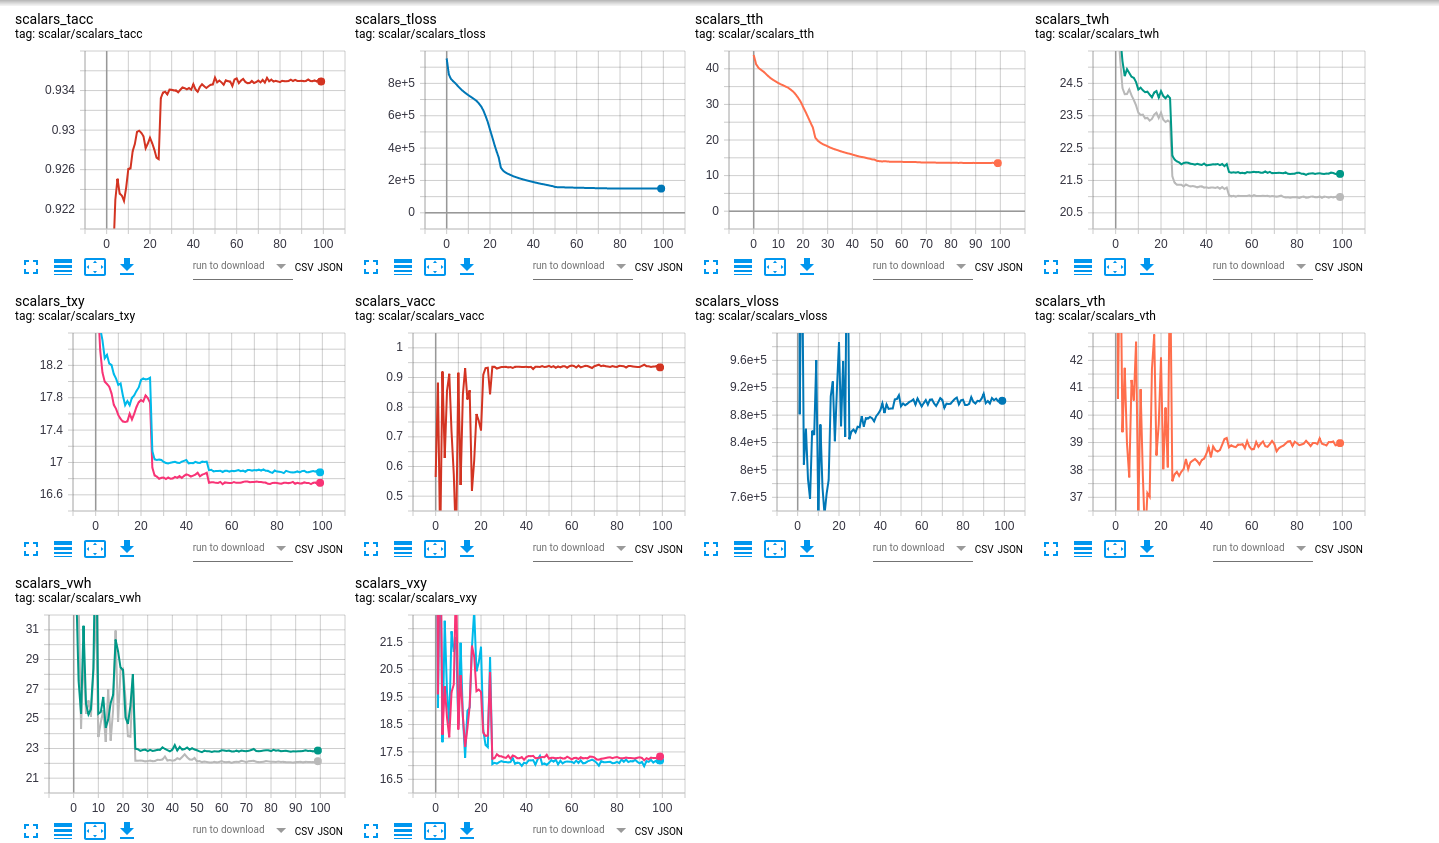 scalars_tacc
tag: scalar/scalars_tacc
0.934
0.93
0.926
0.922
0 20 40 60 80 100
run to download CSV JSON
scalars_tloss
tag: scalar/scalars_tloss
8e+5
6e+5
4e+5
2e+5
0
0 20 40 60 80 100
run to download CSV JSON
scalars_tth
tag: scalar/scalars_tth
40
30
20
10
0
0 10 20 30 40 50 60 70 80 90 100
run to download CSV JSON
scalars_twh
tag: scalar/scalars_twh
24.5
23.5
22.5
21.5
20.5
0 20 40 60 80 100
run to download CSV JSON
scalars_txy
tag: scalar/scalars_txy
18.2
17.8
17.4
17
16.6
0 20 40 60 80 100
run to download CSV JSON
scalars_vacc
tag: scalar/scalars_vacc
1
0.9
0.8
0.7
0.6
0.5
0 20 40 60 80 100
run to download CSV JSON
scalars_vloss
tag: scalar/scalars_vloss
9.6e+5
9.2e+5
8.8e+5
8.4e+5
8e+5
7.6e+5
0 20 40 60 80 100
run to download CSV JSON
scalars_vth
tag: scalar/scalars_vth
42
41
40
39
38
37
0 20 40 60 80 100
run to download CSV JSON
scalars_vwh
tag: scalar/scalars_vwh
31
29
27
25
23
21
0 10 20 30 40 50 60 70 80 90 100
run to download CSV JSON
scalars_vxy
tag: scalar/scalars_vxy
21.5
20.5
19.5
18.5
17.5
16.5
0 20 40 60 80 100
run to download CSV JSON